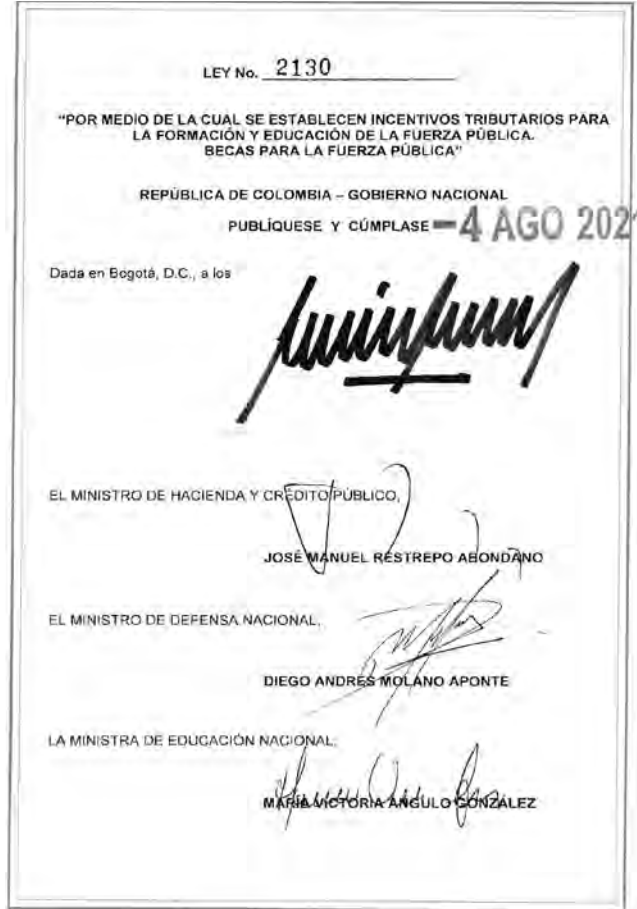 LEY No. 2130
"POR MEDIO DE LA CUAL SE ESTABLECEN INCENTIVOS TRIBUTARIOS PARA
LA FORMACIÓN Y EDUCACIÓN DE LA FUERZA PÚBLICA.
BECAS PARA LA FUERZA PÚBLICA"
REPÚBLICA DE COLOMBIA – GOBIERNO NACIONAL
PUBLÍQUESE Y CÚMPLASE -4 AGO 2021
Dada en Bogotá, D.C., a los
EL MINISTRO DE HACIENDA Y CRÉDITO PÚBLICO,
JOSÉ MANUEL RESTREPO ABONDANO
EL MINISTRO DE DEFENSA NACIONAL,
DIEGO ANDRÉS MOLANO APONTE
LA MINISTRA DE EDUCACIÓN NACIONAL,
MARÍA VICTORIA ANGULO GONZÁLEZ